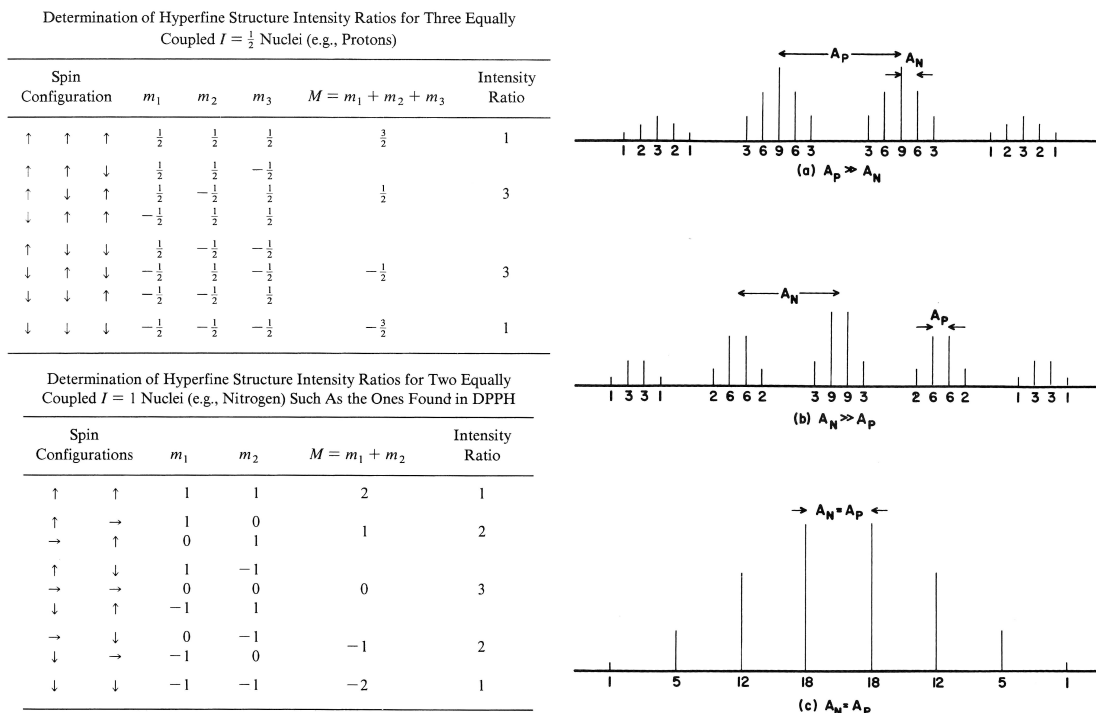 Determination of Hyperfine Structure Intensity Ratios for Three Equally
Coupled I = 1/2 Nuclei (e.g., Protons)
Spin Configuration m₁ m₂ m₃ M = m₁ + m₂ + m₃ Intensity Ratio
↑ ↑ ↑ 1/2 1/2 1/2 3/2 1
↑ ↑ ↓ 1/2 1/2 −1/2
↑ ↓ ↑ 1/2 −1/2 1/2 1/2 3
↓ ↑ ↑ −1/2 1/2 1/2
↑ ↓ ↓ 1/2 −1/2 −1/2
↓ ↑ ↓ −1/2 1/2 −1/2 −1/2 3
↓ ↓ ↑ −1/2 −1/2 1/2
↓ ↓ ↓ −1/2 −1/2 −1/2 −3/2 1
Determination of Hyperfine Structure Intensity Ratios for Two Equally
Coupled I = 1 Nuclei (e.g., Nitrogen) Such As the Ones Found in DPPH
Spin Configurations m₁ m₂ M = m₁ + m₂ Intensity Ratio
↑ ↑ 1 1 2 1
↑ → 1 0
1 2
→ ↑ 0 1
↑ ↓ 1 −1
→ → 0 0 0 3
↓ ↑ −1 1
→ ↓ 0 −1
−1 2
↓ → −1 0
↓ ↓ −1 −1 −2 1
A_P A_N
1 2 3 2 1 3 6 9 6 3 3 6 9 6 3 1 2 3 2 1
(a) A_P ≫ A_N
A_N A_P
1 3 3 1 2 6 6 2 3 9 9 3 2 6 6 2 1 3 3 1
(b) A_N ≫ A_P
A_N = A_P
1 5 12 18 18 12 5 1
(c) A_N = A_P